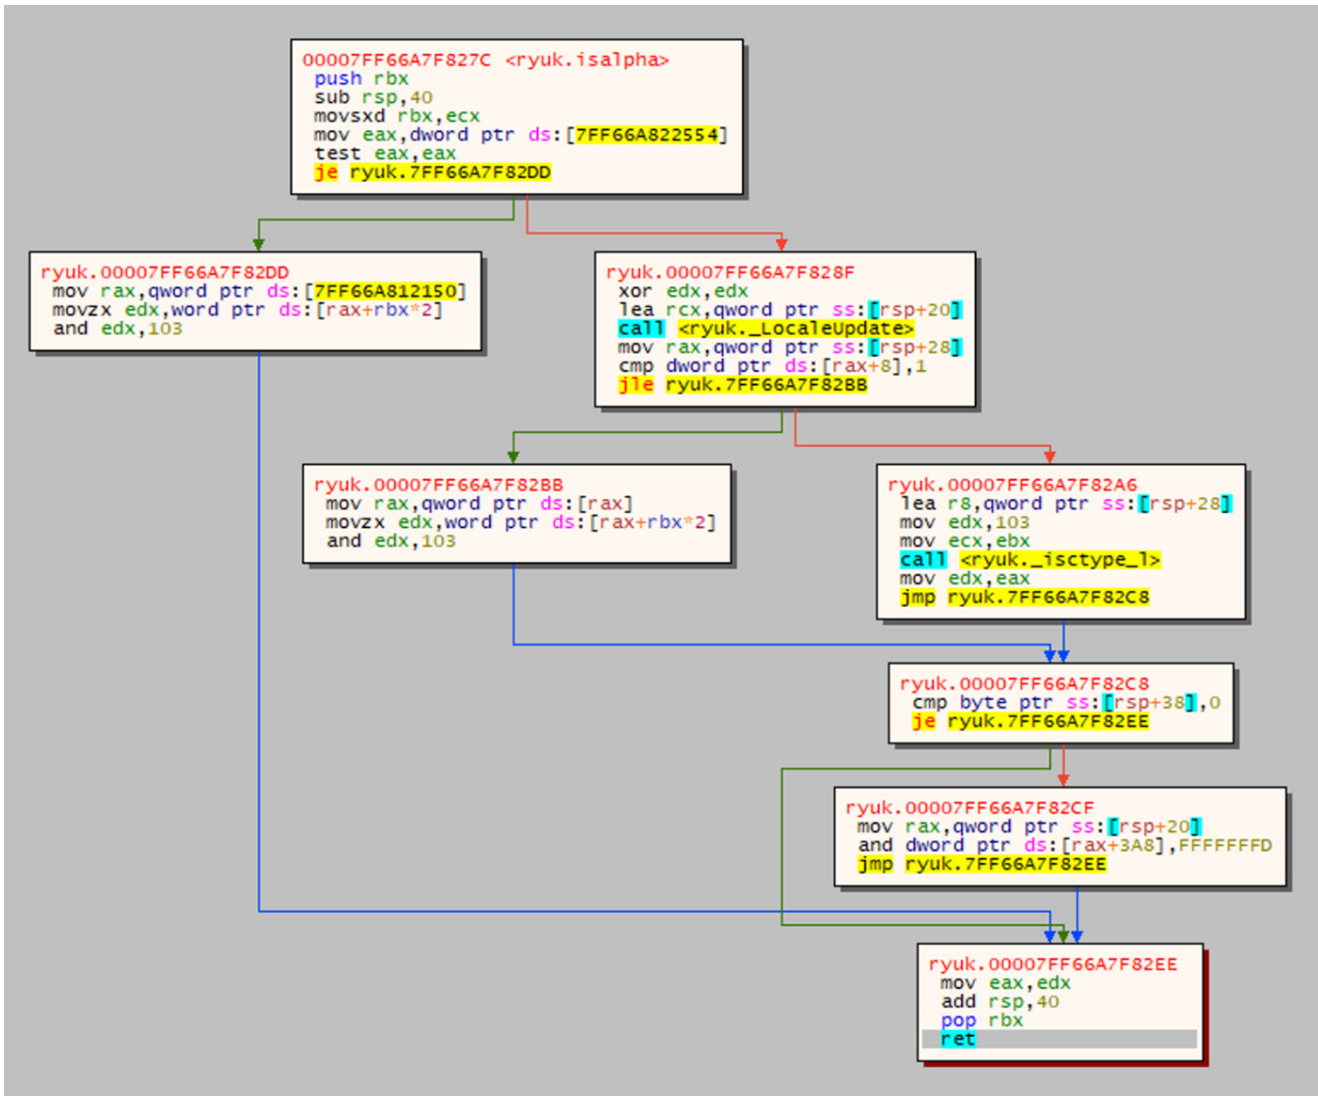 00007FF66A7F827C <ryuk.isalpha>
push rbx
sub rsp,40
movsxd rbx,ecx
mov eax,dword ptr ds:[7FF66A822554]
test eax,eax
je ryuk.7FF66A7F82DD
ryuk.00007FF66A7F82DD
mov rax,qword ptr ds:[7FF66A812150]
movzx edx,word ptr ds:[rax+rbx*2]
and edx,103
ryuk.00007FF66A7F828F
xor edx,edx
lea rcx,qword ptr ss:[rsp+20]
call <ryuk._LocaleUpdate>
mov rax,qword ptr ss:[rsp+28]
cmp dword ptr ds:[rax+8],1
jle ryuk.7FF66A7F82BB
ryuk.00007FF66A7F82BB
mov rax,qword ptr ds:[rax]
movzx edx,word ptr ds:[rax+rbx*2]
and edx,103
ryuk.00007FF66A7F82A6
lea r8,qword ptr ss:[rsp+28]
mov edx,103
mov ecx,ebx
call <ryuk._isctype_l>
mov edx,eax
jmp ryuk.7FF66A7F82C8
ryuk.00007FF66A7F82C8
cmp byte ptr ss:[rsp+38],0
je ryuk.7FF66A7F82EE
ryuk.00007FF66A7F82CF
mov rax,qword ptr ss:[rsp+20]
and dword ptr ds:[rax+3A8],FFFFFFFD
jmp ryuk.7FF66A7F82EE
ryuk.00007FF66A7F82EE
mov eax,edx
add rsp,40
pop rbx
ret